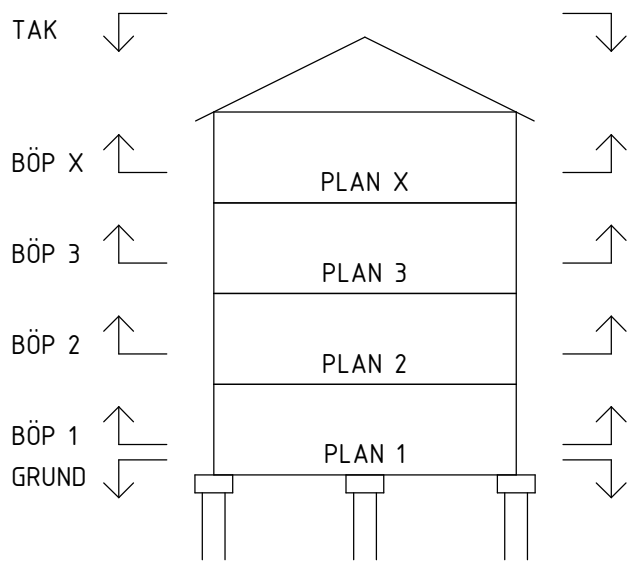 TAK
BÖP X
PLAN X
BÖP 3
PLAN 3
BÖP 2
PLAN 2
BÖP 1
PLAN 1
GRUND